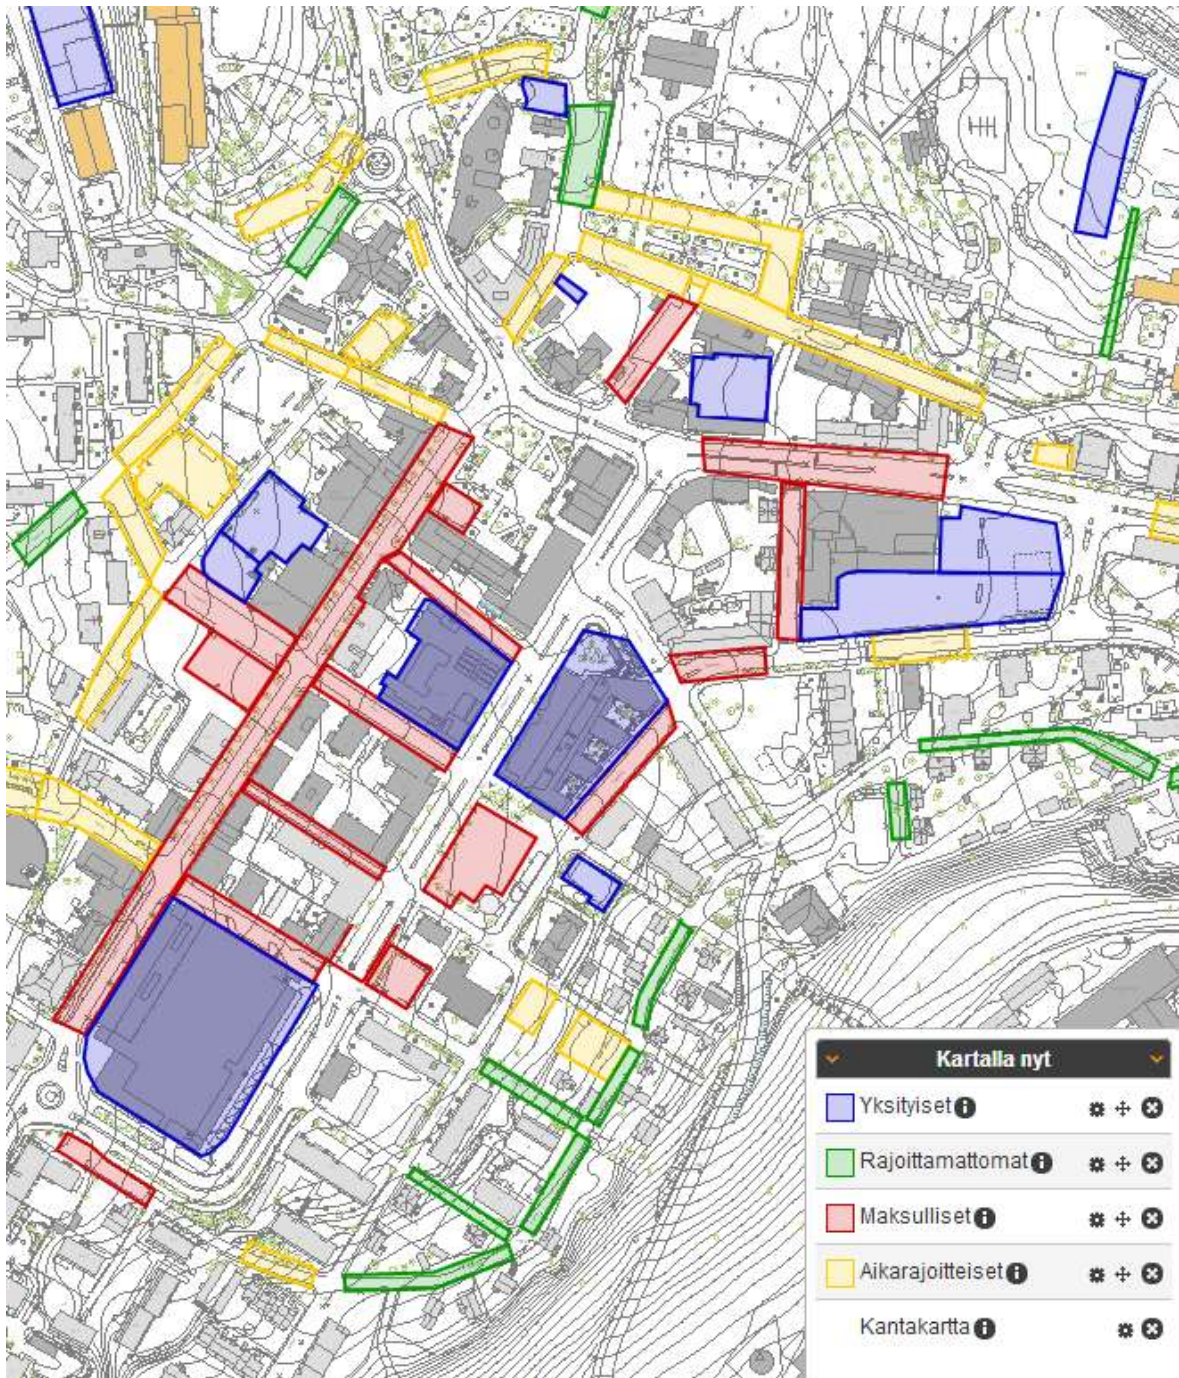 Kartalla nyt
Yksityiset
Rajoittamattomat
Maksulliset
Aikarajoitteiset
Kantakartta